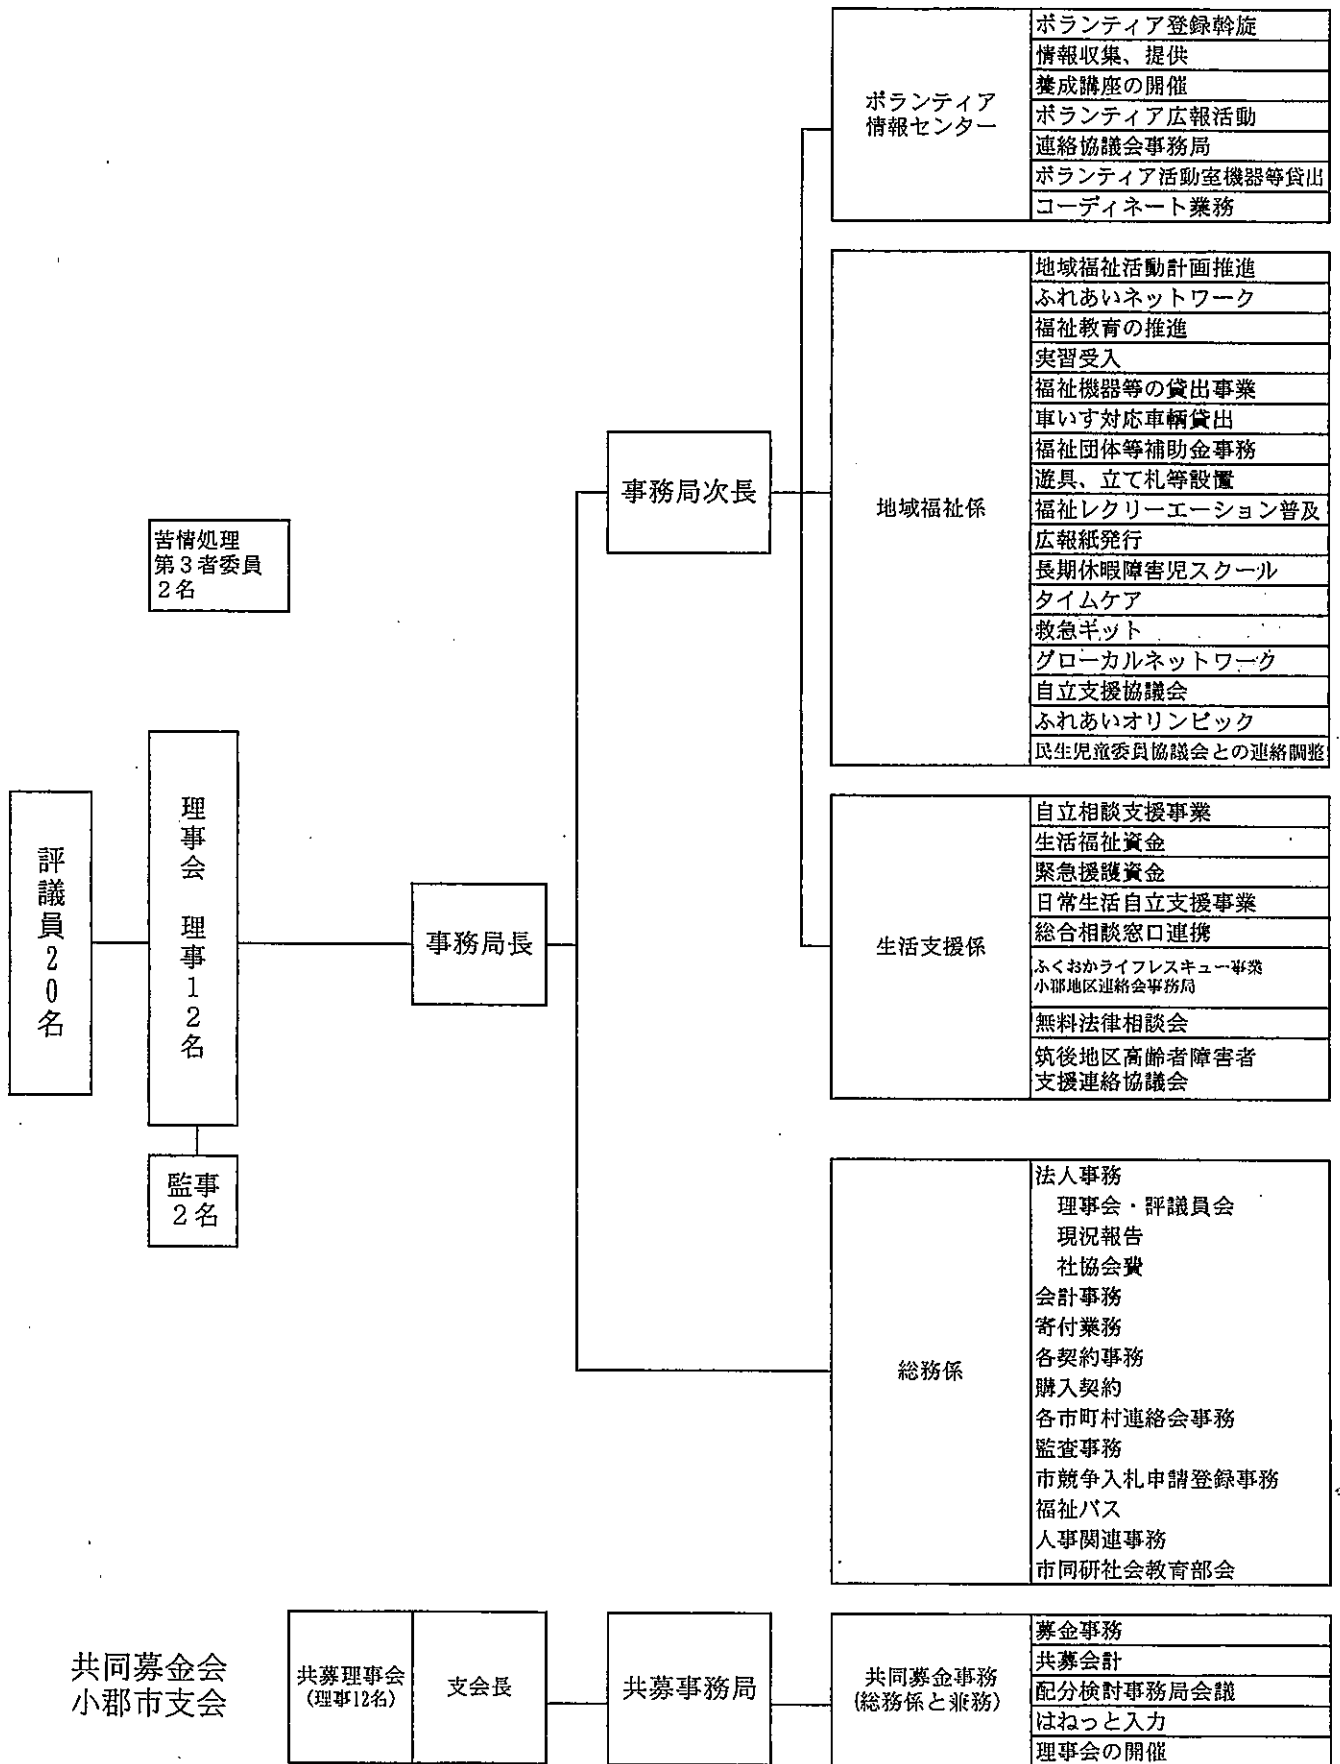 ボランティア
情報センター
ボランティア登録斡旋
情報収集、提供
養成講座の開催
ボランティア広報活動
連絡協議会事務局
ボランティア活動室機器等貸出
コーディネート業務
地域福祉係
地域福祉活動計画推進
ふれあいネットワーク
福祉教育の推進
実習受入
福祉機器等の貸出事業
車いす対応車輌貸出
福祉団体等補助金事務
遊具、立て札等設置
福祉レクリーエーション普及
広報紙発行
長期休暇障害児スクール
タイムケア
救急ギット
グローカルネットワーク
自立支援協議会
ふれあいオリンピック
民生児童委員協議会との連絡調整
事務局次長
苦情処理
第3者委員
2名
評議員20名
理事会 理事12名
監事
2名
事務局長
生活支援係
自立相談支援事業
生活福祉資金
緊急援護資金
日常生活自立支援事業
総合相談窓口連携
ふくおかライフレスキュー事業
小郡地区連絡会事務局
無料法律相談会
筑後地区高齢者障害者
支援連絡協議会
総務係
法人事務
理事会・評議員会
現況報告
社協会費
会計事務
寄付業務
各契約事務
購入契約
各市町村連絡会事務
監査事務
市競争入札申請登録事務
福祉バス
人事関連事務
市同研社会教育部会
共同募金会
小郡市支会
共募理事会
(理事12名)
支会長
共募事務局
共同募金事務
(総務係と兼務)
募金事務
共募会計
配分検討事務局会議
はねっと入力
理事会の開催